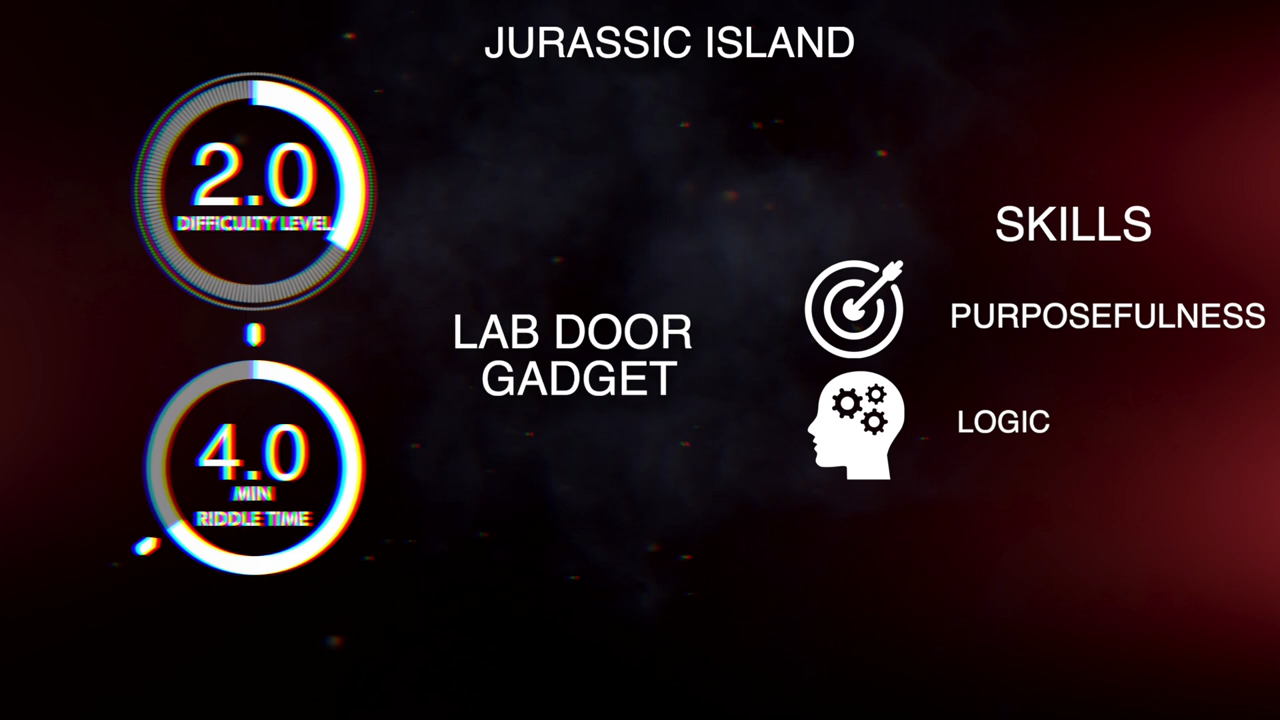 JURASSIC ISLAND
2.0
DIFFICULTY LEVEL
4.0
MIN
RIDDLE TIME
LAB DOOR
GADGET
SKILLS
PURPOSEFULNESS
LOGIC